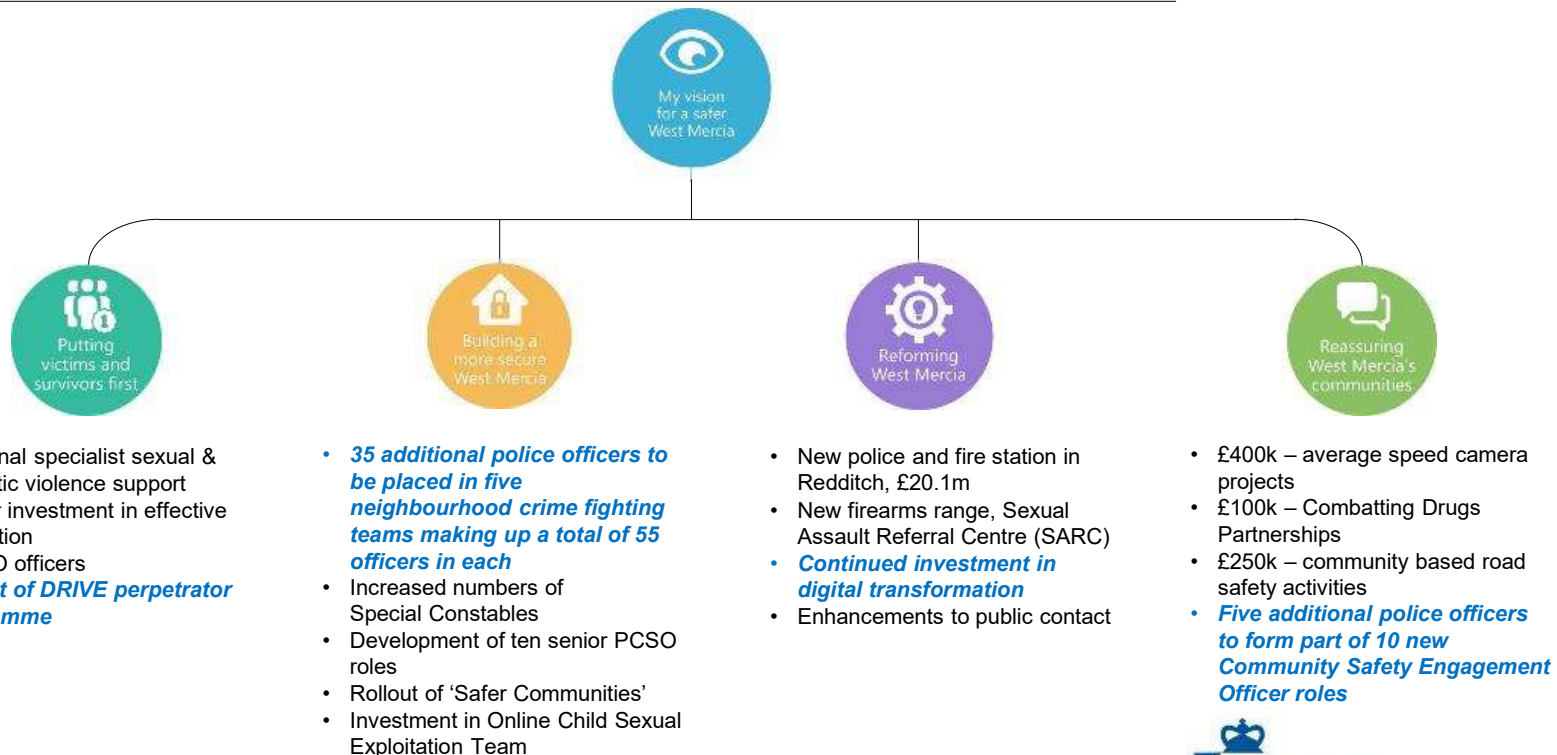 My vision
for a safer
West Mercia
Putting
victims and
survivors first
Building a
more secure
West Mercia
Reforming
West Mercia
Reassuring
West Mercia's
communities
specialist sexual &
violence support
investment in effective
officers
of DRIVE perpetrator
• 35 additional police officers to
be placed in five
neighbourhood crime fighting
teams making up a total of 55
officers in each
• Increased numbers of
Special Constables
• Development of ten senior PCSO
roles
• Rollout of ‘Safer Communities’
• Investment in Online Child Sexual
Exploitation Team
• New police and fire station in
Redditch, £20.1m
• New firearms range, Sexual
Assault Referral Centre (SARC)
• Continued investment in
digital transformation
• Enhancements to public contact
• £400k – average speed camera
projects
• £100k – Combatting Drugs
Partnerships
• £250k – community based road
safety activities
• Five additional police officers
to form part of 10 new
Community Safety Engagement
Officer roles